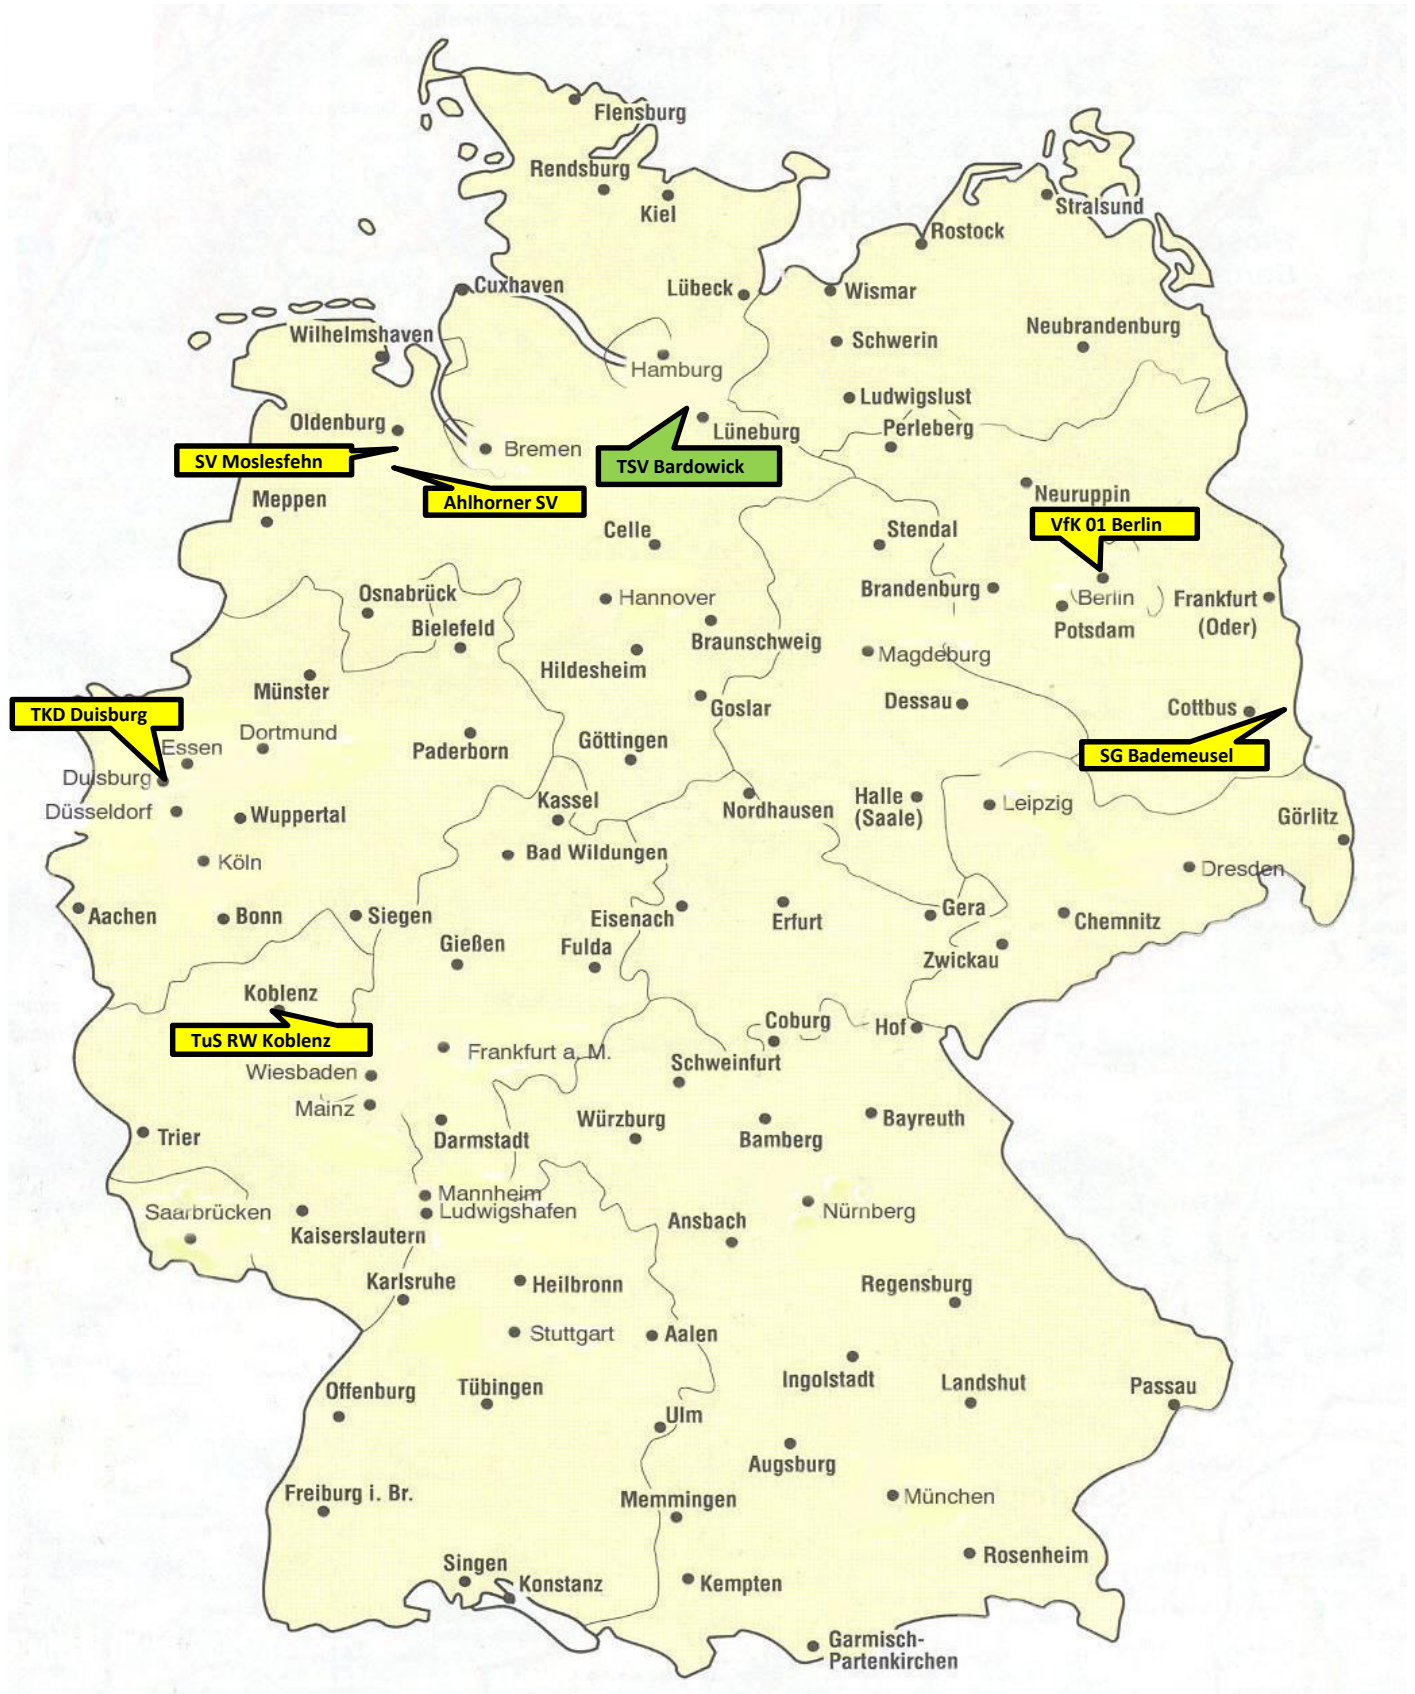 Flensburg
Rendsburg
Kiel
Stralsund
Rostock
Cuxhaven
Lübeck
Wismar
Wilhelmshaven
Schwerin
Neubrandenburg
Hamburg
Ludwigslust
Oldenburg
Lüneburg
Perleberg
Bremen
SV Moslesfehn
TSV Bardowick
Ahlhorner SV
Meppen
Neuruppin
VfK 01 Berlin
Celle
Stendal
Osnabrück
Hannover
Brandenburg
Berlin
Frankfurt
(Oder)
Bielefeld
Braunschweig
Potsdam
Hildesheim
Magdeburg
Münster
Goslar
Dessau
Cottbus
TKD Duisburg
Essen
Dortmund
Paderborn
Göttingen
SG Bademeusel
Duisburg
Düsseldorf
Wuppertal
Kassel
Nordhausen
Halle
(Saale)
Leipzig
Görlitz
Köln
Bad Wildungen
Dresden
Aachen
Bonn
Siegen
Eisenach
Erfurt
Gera
Chemnitz
Gießen
Fulda
Zwickau
Koblenz
TuS RW Koblenz
Coburg
Hof
Frankfurt a. M.
Schweinfurt
Wiesbaden
Mainz
Würzburg
Bayreuth
Trier
Darmstadt
Bamberg
Mannheim
Ludwigshafen
Saarbrücken
Kaiserslautern
Ansbach
Nürnberg
Karlsruhe
Heilbronn
Regensburg
Stuttgart
Aalen
Offenburg
Tübingen
Ingolstadt
Landshut
Passau
Ulm
Augsburg
Freiburg i. Br.
Memmingen
München
Singen
Konstanz
Kempten
Rosenheim
Garmisch-
Partenkirchen